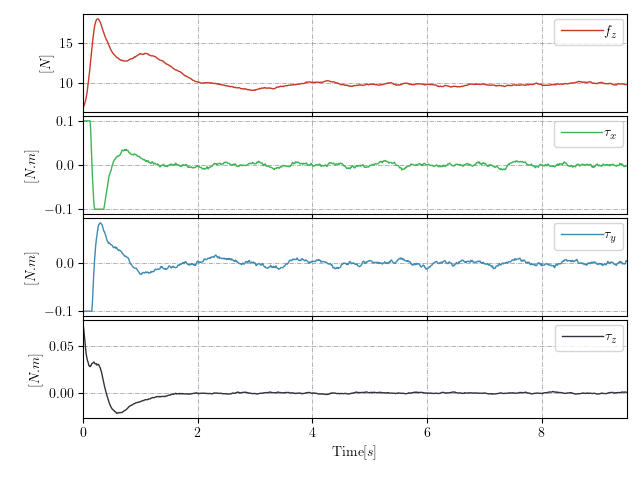 15
10
[N]
f_z
0.1
0.0
−0.1
[N.m]
τ_x
0.0
−0.1
[N.m]
τ_y
0.05
0.00
[N.m]
τ_z
0 2 4 6 8
Time[s]